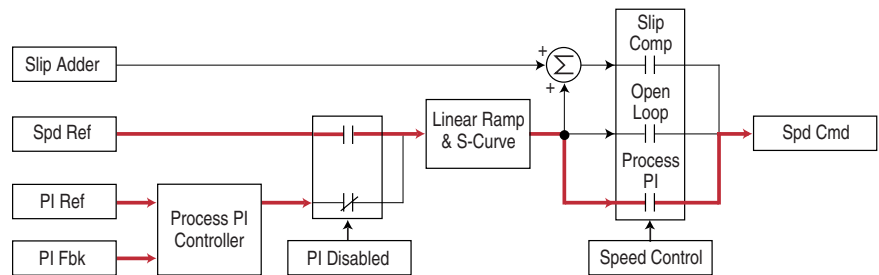 Slip Adder
+
+
Σ
Slip
Comp
Spd Ref
Linear Ramp
& S-Curve
Open
Loop
Spd Cmd
Process
PI
PI Ref
Process PI
Controller
PI Fbk
PI Disabled
Speed Control